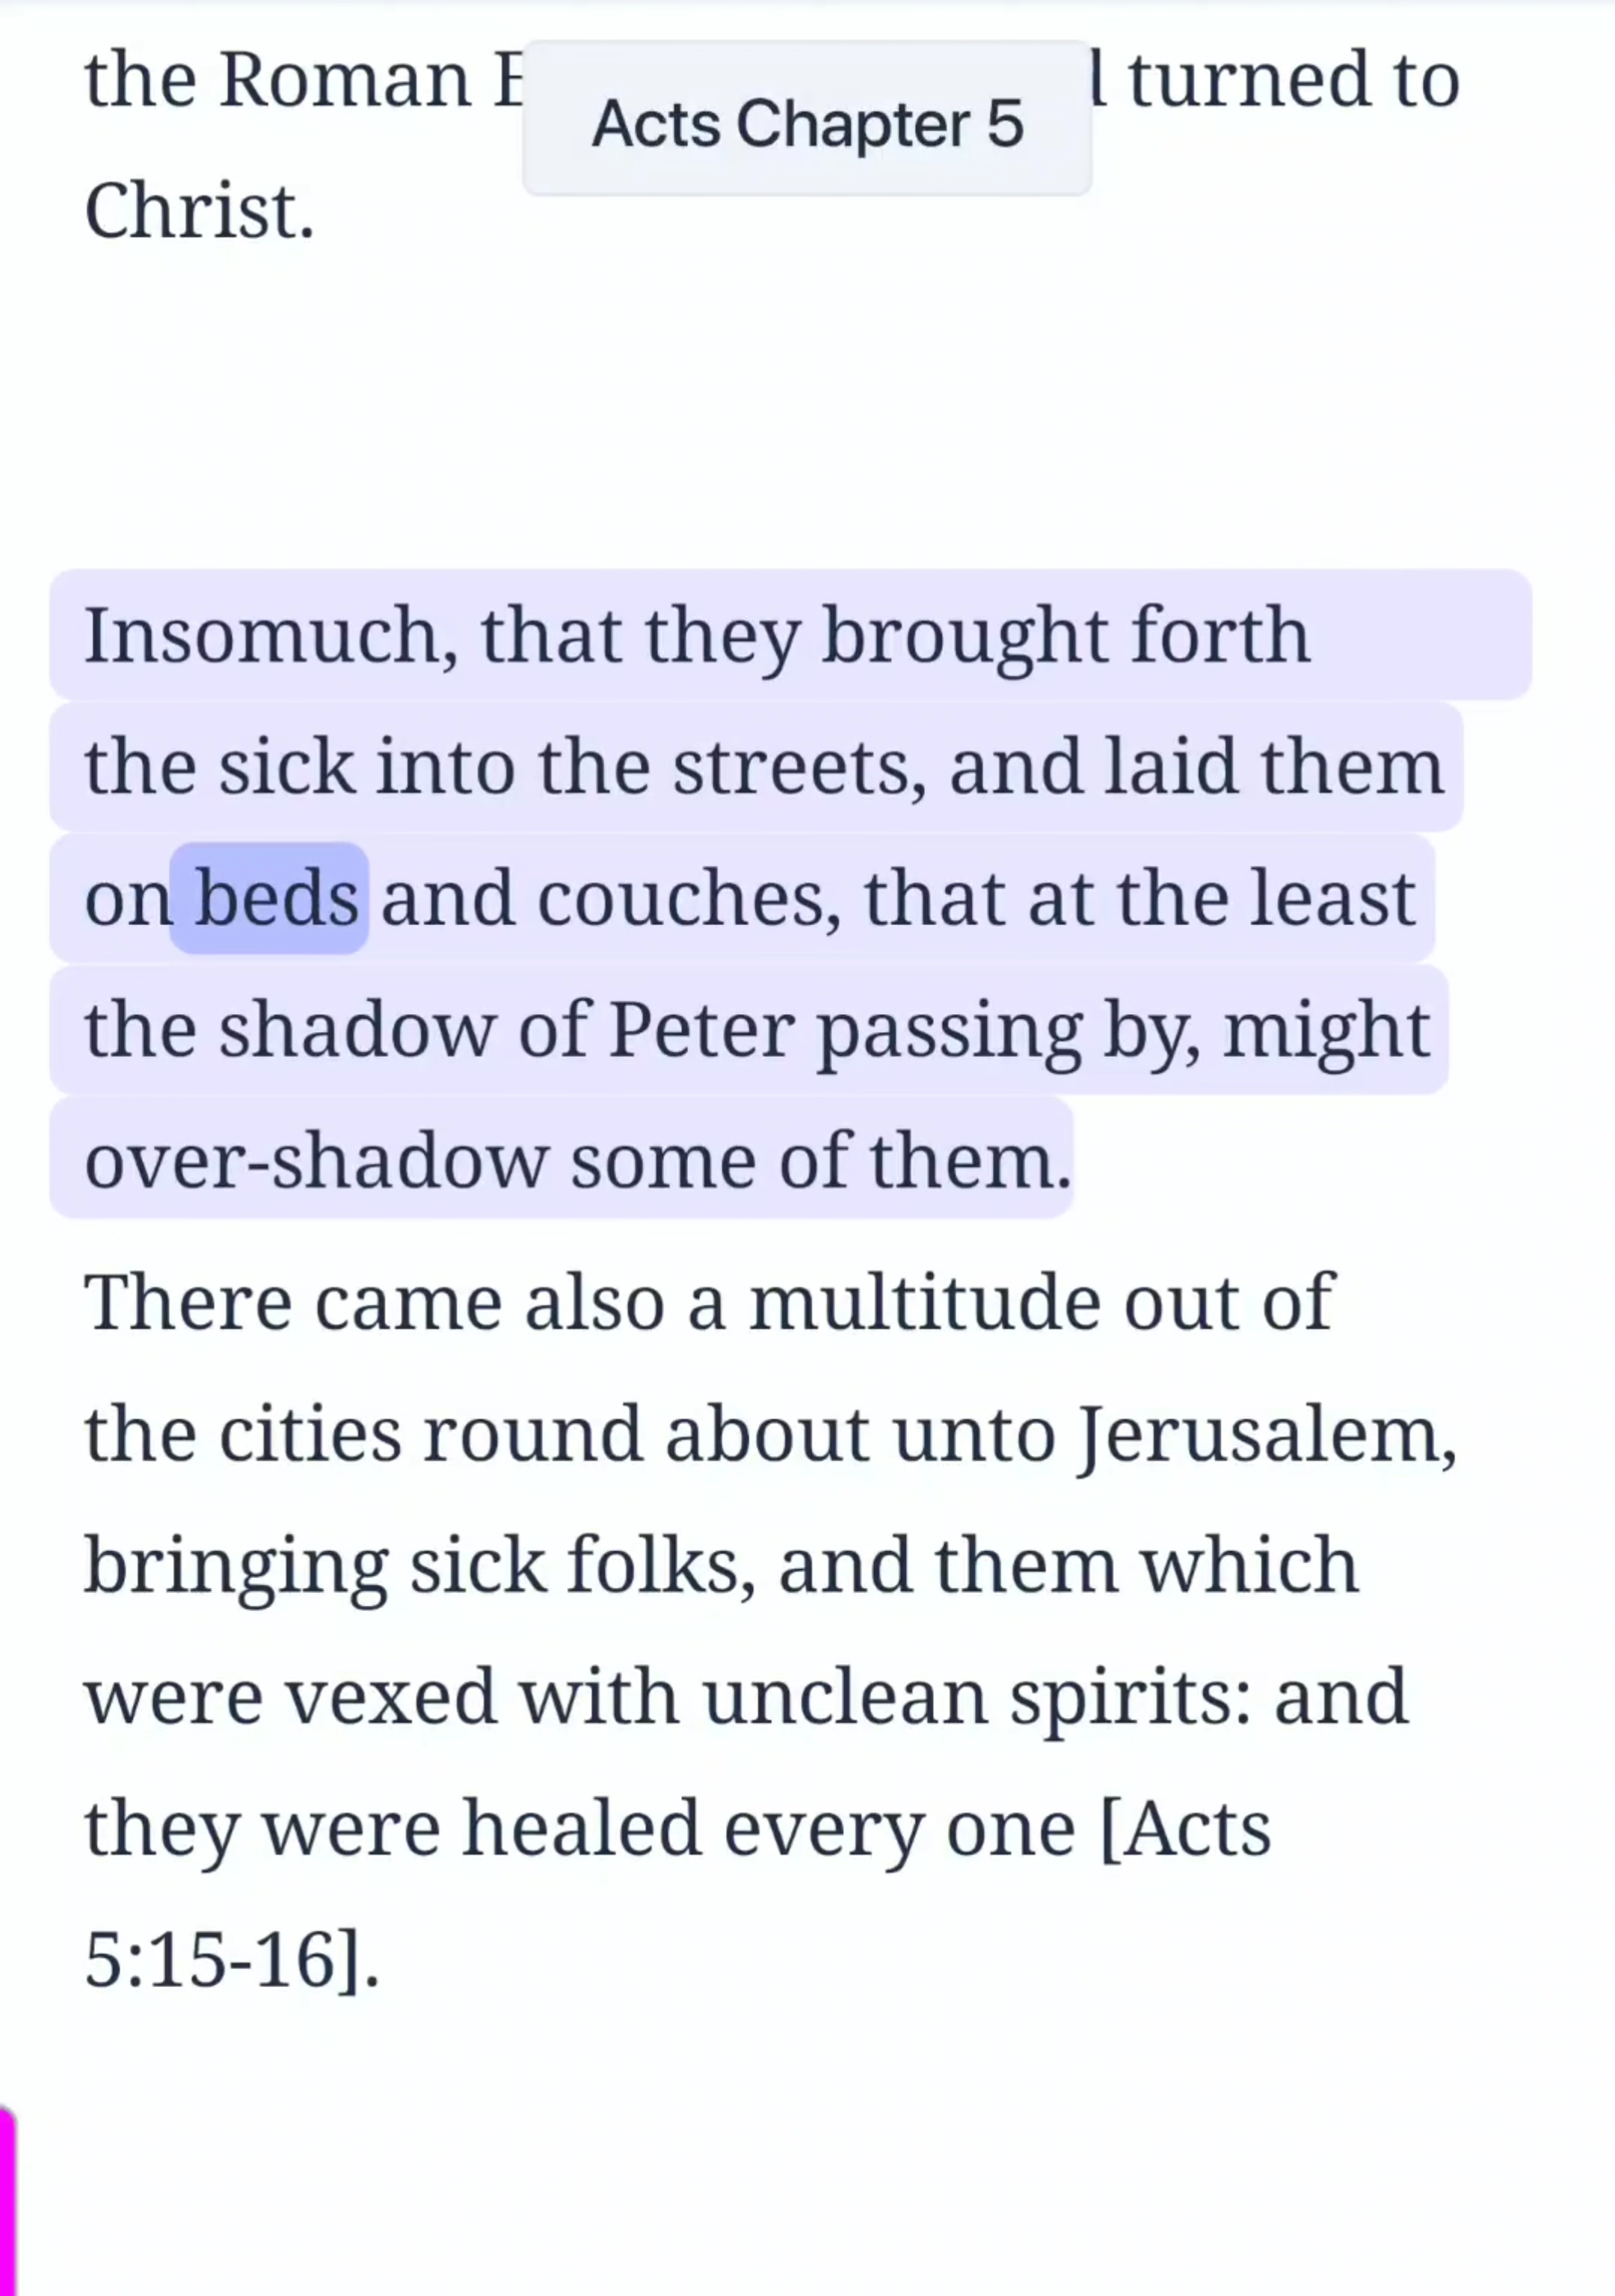 the Roman
turned to
Acts Chapter 5
Christ.
Insomuch, that they brought forth
the sick into the streets, and laid them
on beds and couches, that at the least
the shadow of Peter passing by, might
over-shadow some of them.
There came also a multitude out of
the cities round about unto Jerusalem,
bringing sick folks, and them which
were vexed with unclean spirits: and
they were healed every one [Acts
5:15-16].